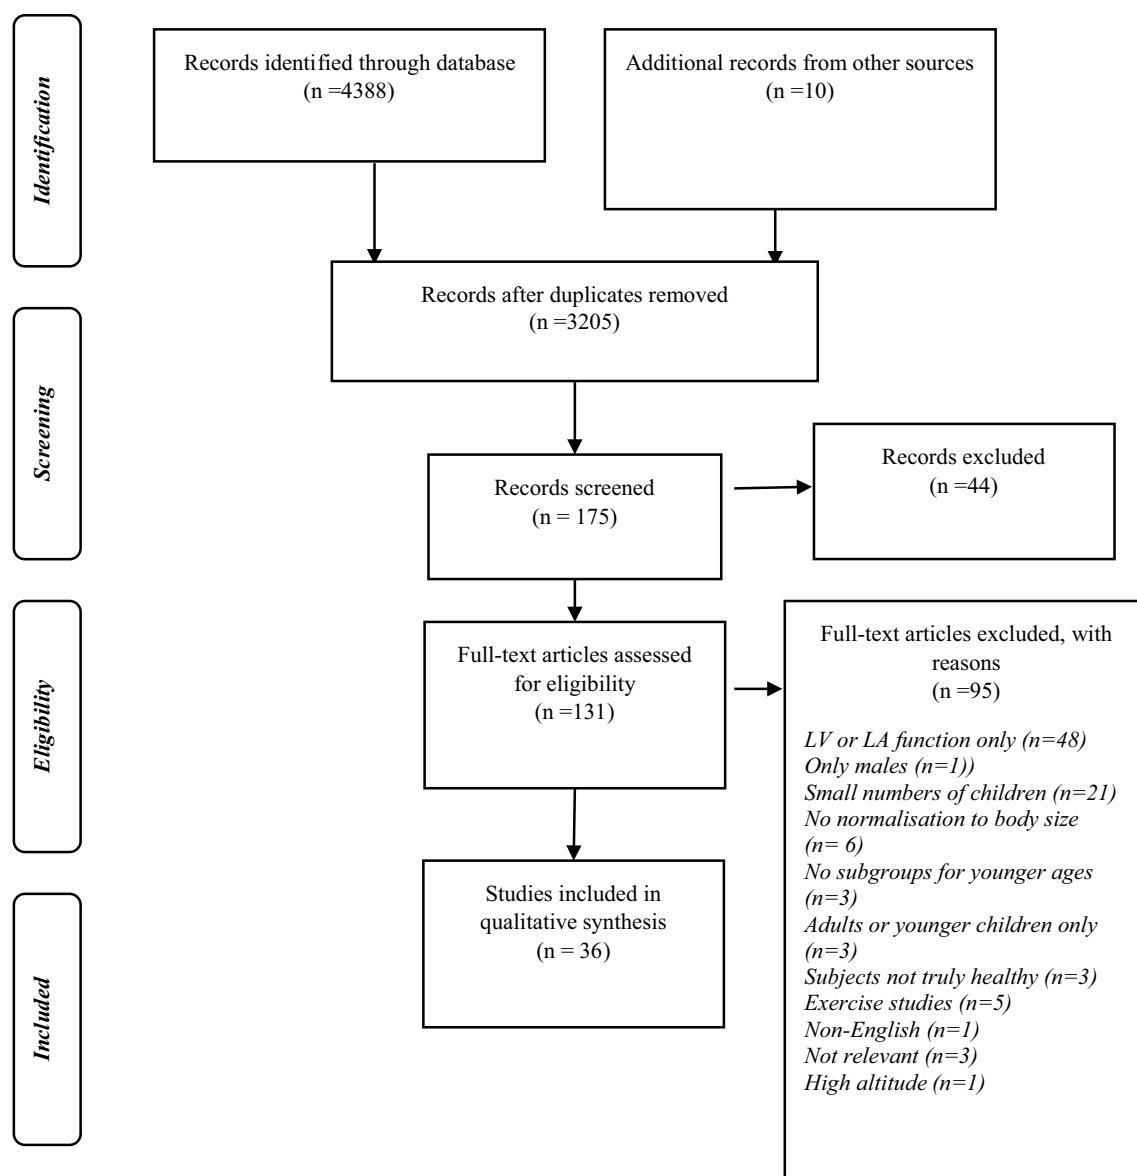 Identification
Records identified through database
(n =4388)
Additional records from other sources
(n =10)
Records after duplicates removed
(n =3205)
Screening
Records screened
(n = 175)
Records excluded
(n =44)
Eligibility
Full-text articles assessed
for eligibility
(n =131)
Full-text articles excluded, with
reasons
(n =95)
LV or LA function only (n=48)
Only males (n=1))
Small numbers of children (n=21)
No normalisation to body size
(n= 6)
No subgroups for younger ages
(n=3)
Adults or younger children only
(n=3)
Subjects not truly healthy (n=3)
Exercise studies (n=5)
Non-English (n=1)
Not relevant (n=3)
High altitude (n=1)
Included
Studies included in
qualitative synthesis
(n = 36)